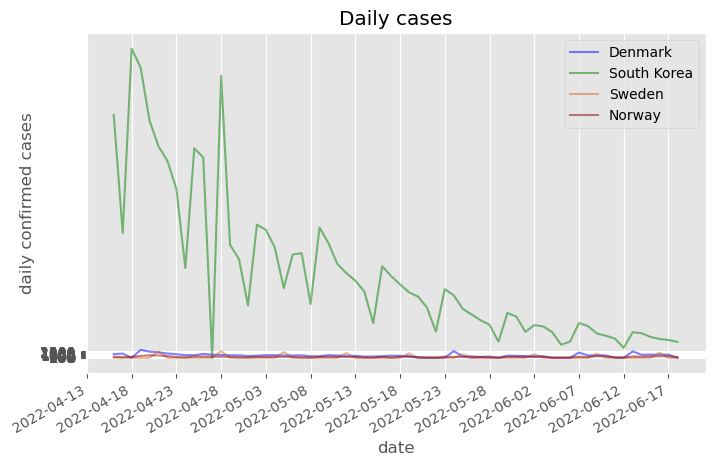 Daily cases
Denmark
South Korea
Sweden
Norway
daily confirmed cases
2022-04-13
2022-04-18
2022-04-23
2022-04-28
2022-05-03
2022-05-08
2022-05-13
2022-05-18
2022-05-23
2022-05-28
2022-06-02
2022-06-07
2022-06-12
2022-06-17
date